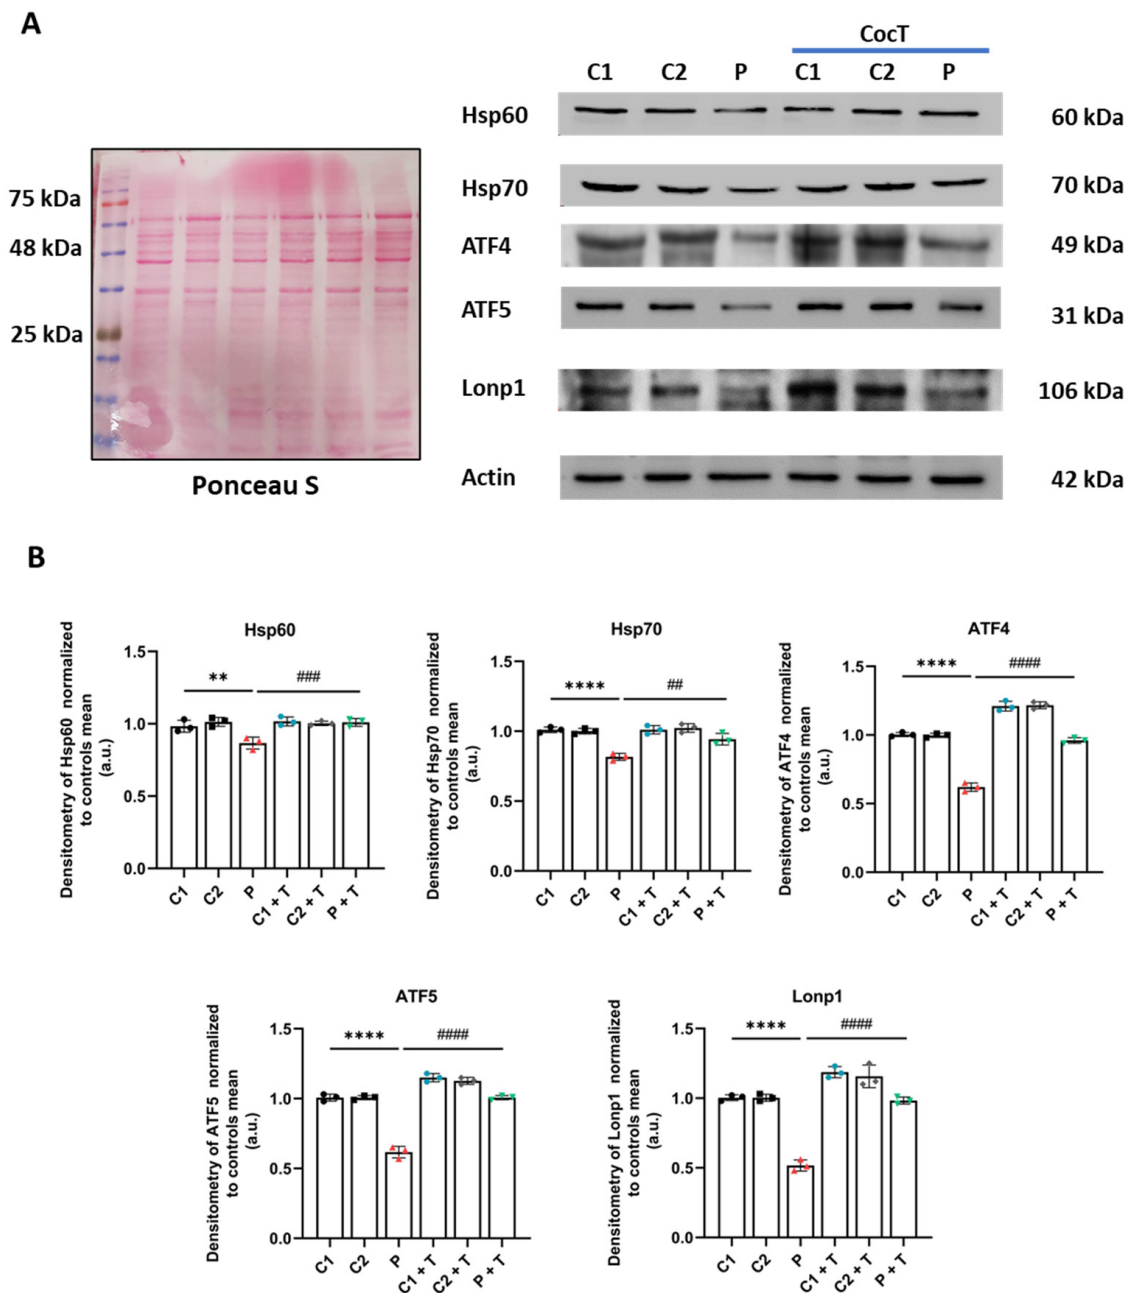 A
CocT
C1 C2 P C1 C2 P
Hsp60 60 kDa
Hsp70 70 kDa
ATF4 49 kDa
ATF5 31 kDa
Lonp1 106 kDa
Actin 42 kDa
75 kDa
48 kDa
25 kDa
Ponceau S
B
Hsp60
Densitometry of Hsp60 normalized
to controls mean
(a.u.)
1.5
1.0
0.5
0.0
** ###
C1 C2 P C1 + T C2 + T P + T
Hsp70
Densitometry of Hsp70 normalized
to controls mean
(a.u.)
1.5
1.0
0.5
0.0
**** ##
C1 C2 P C1 + T C2 + T P + T
ATF4
Densitometry of ATF4 normalized
to controls mean
(a.u.)
1.5
1.0
0.5
0.0
**** ####
C1 C2 P C1 + T C2 + T P + T
ATF5
Densitometry of ATF5 normalized
to controls mean
(a.u.)
1.5
1.0
0.5
0.0
**** ####
C1 C2 P C1 + T C2 + T P + T
Lonp1
Densitometry of Lonp1 normalized
to controls mean
(a.u.)
1.5
1.0
0.5
0.0
**** ####
C1 C2 P C1 + T C2 + T P + T